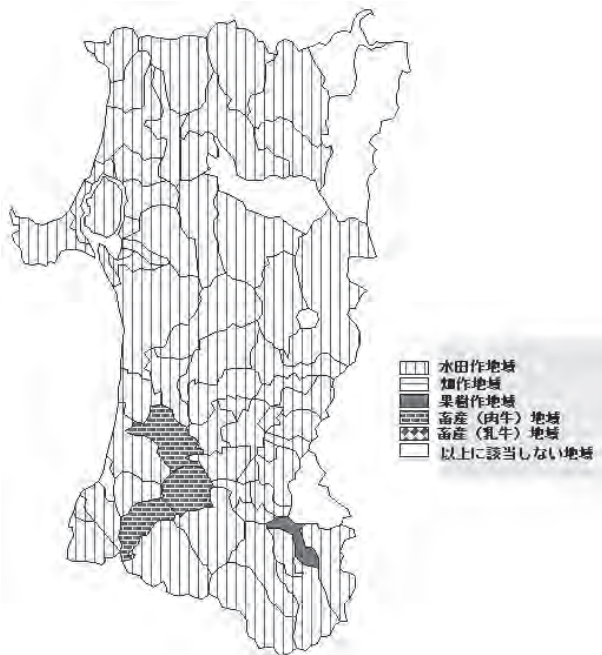 水田作地域
畑作地域
果樹作地域
畜産（肉牛）地域
畜産（乳牛）地域
以上に該当しない地域